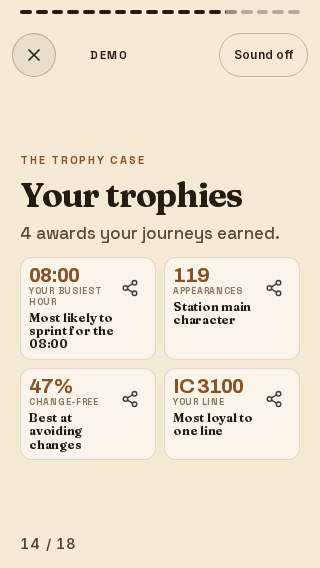 DEMO
Sound off
THE TROPHY CASE
Your trophies
4 awards your journeys earned.
08:00
YOUR BUSIEST
HOUR
Most likely to
sprint for the
08:00
119
APPEARANCES
Station main
character
47%
CHANGE-FREE
Best at
avoiding
changes
IC 3100
YOUR LINE
Most loyal to
one line
14 / 18